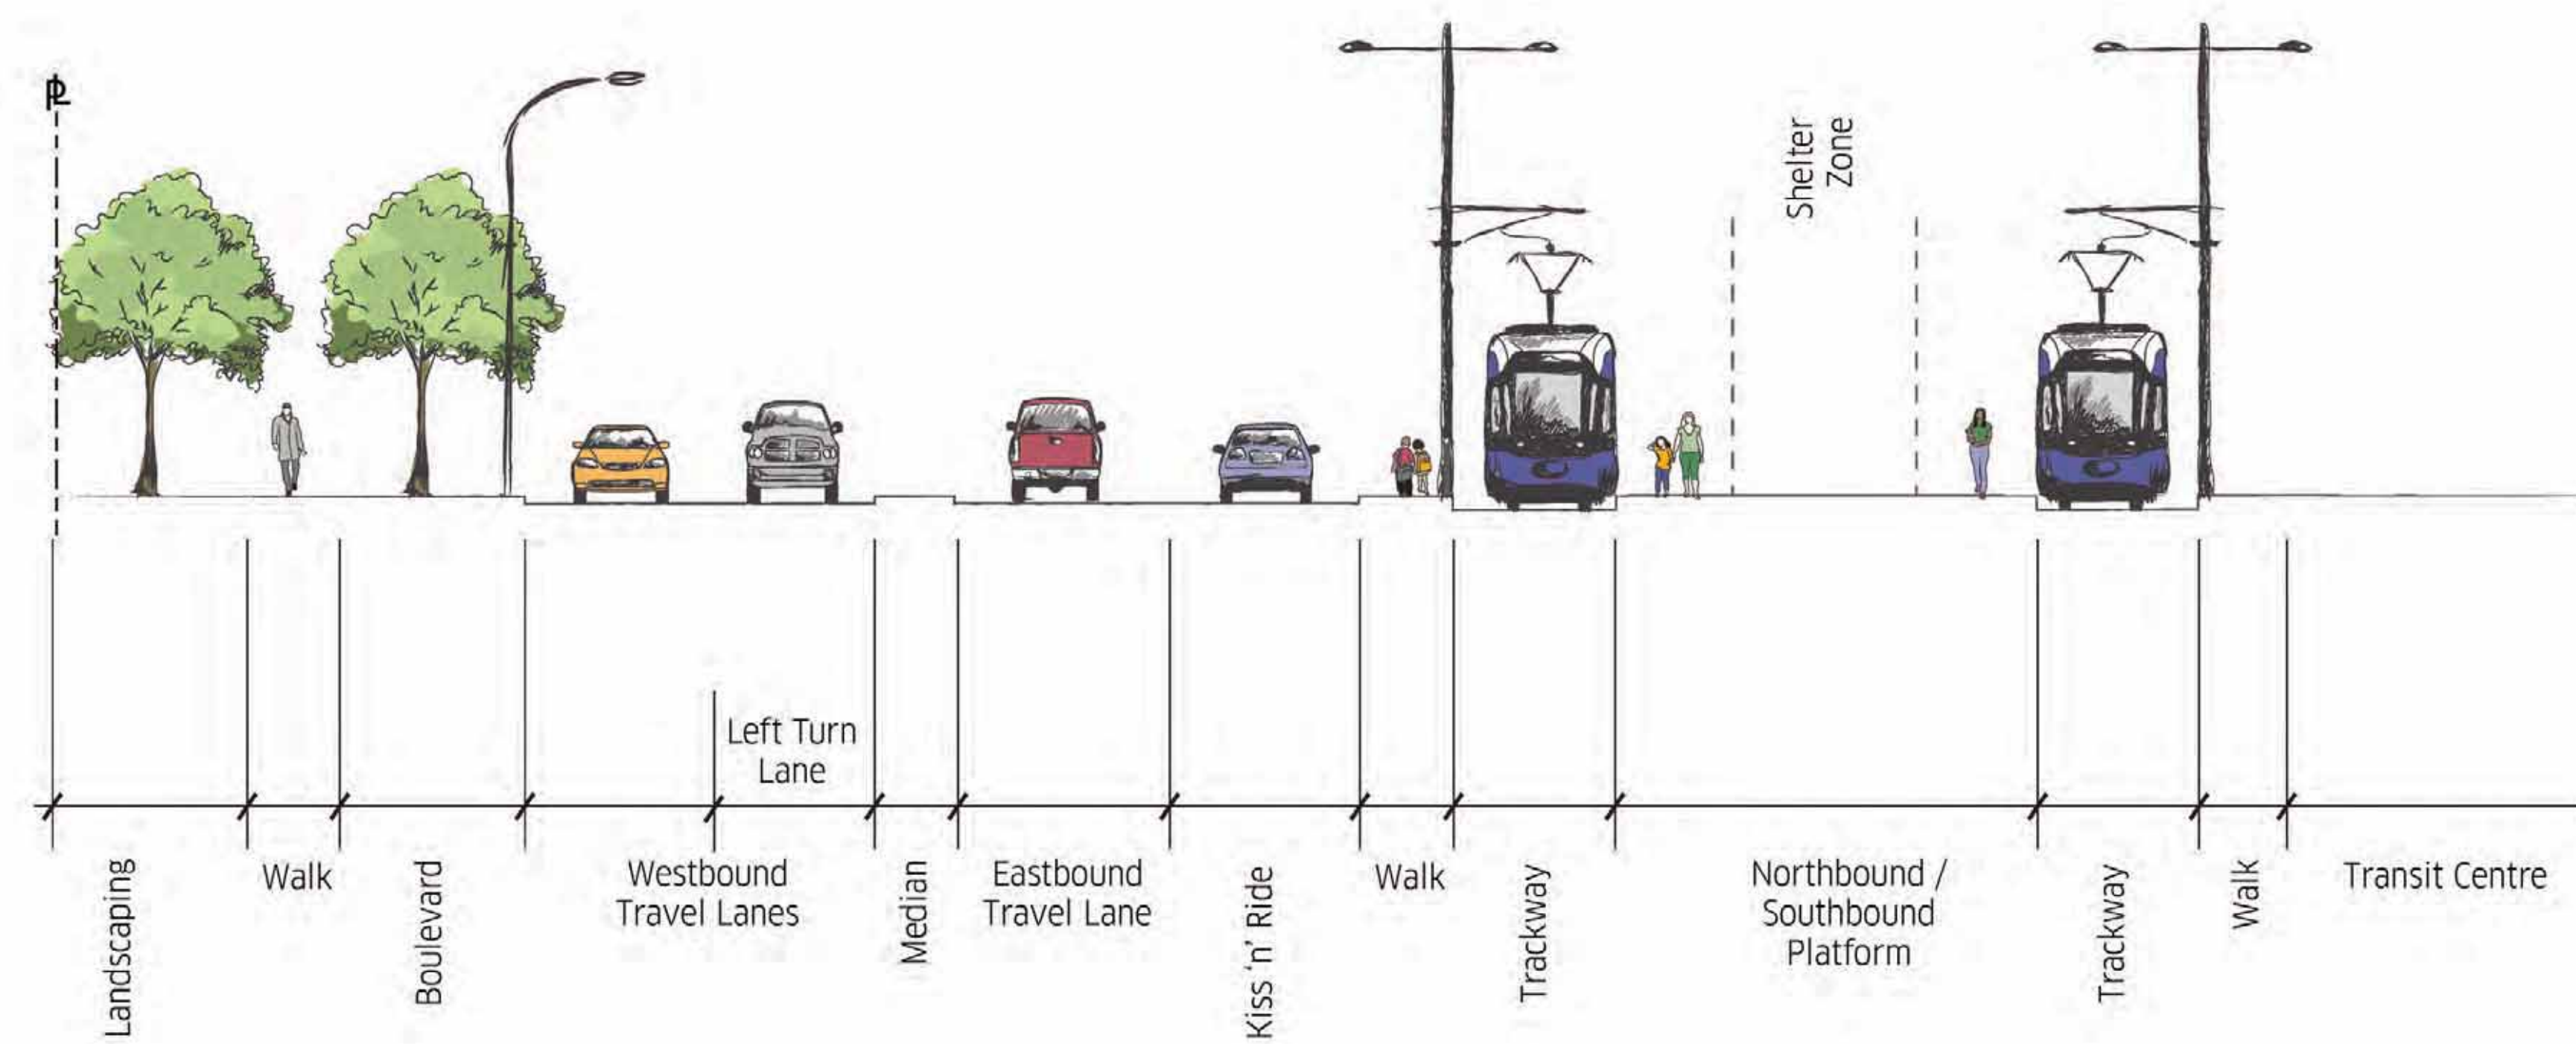 PL
Shelter
Zone
Left Turn
Lane
Landscaping
Walk
Boulevard
Westbound
Travel Lanes
Median
Eastbound
Travel Lane
Kiss ‘n’ Ride
Walk
Trackway
Northbound /
Southbound
Platform
Trackway
Walk
Transit Centre